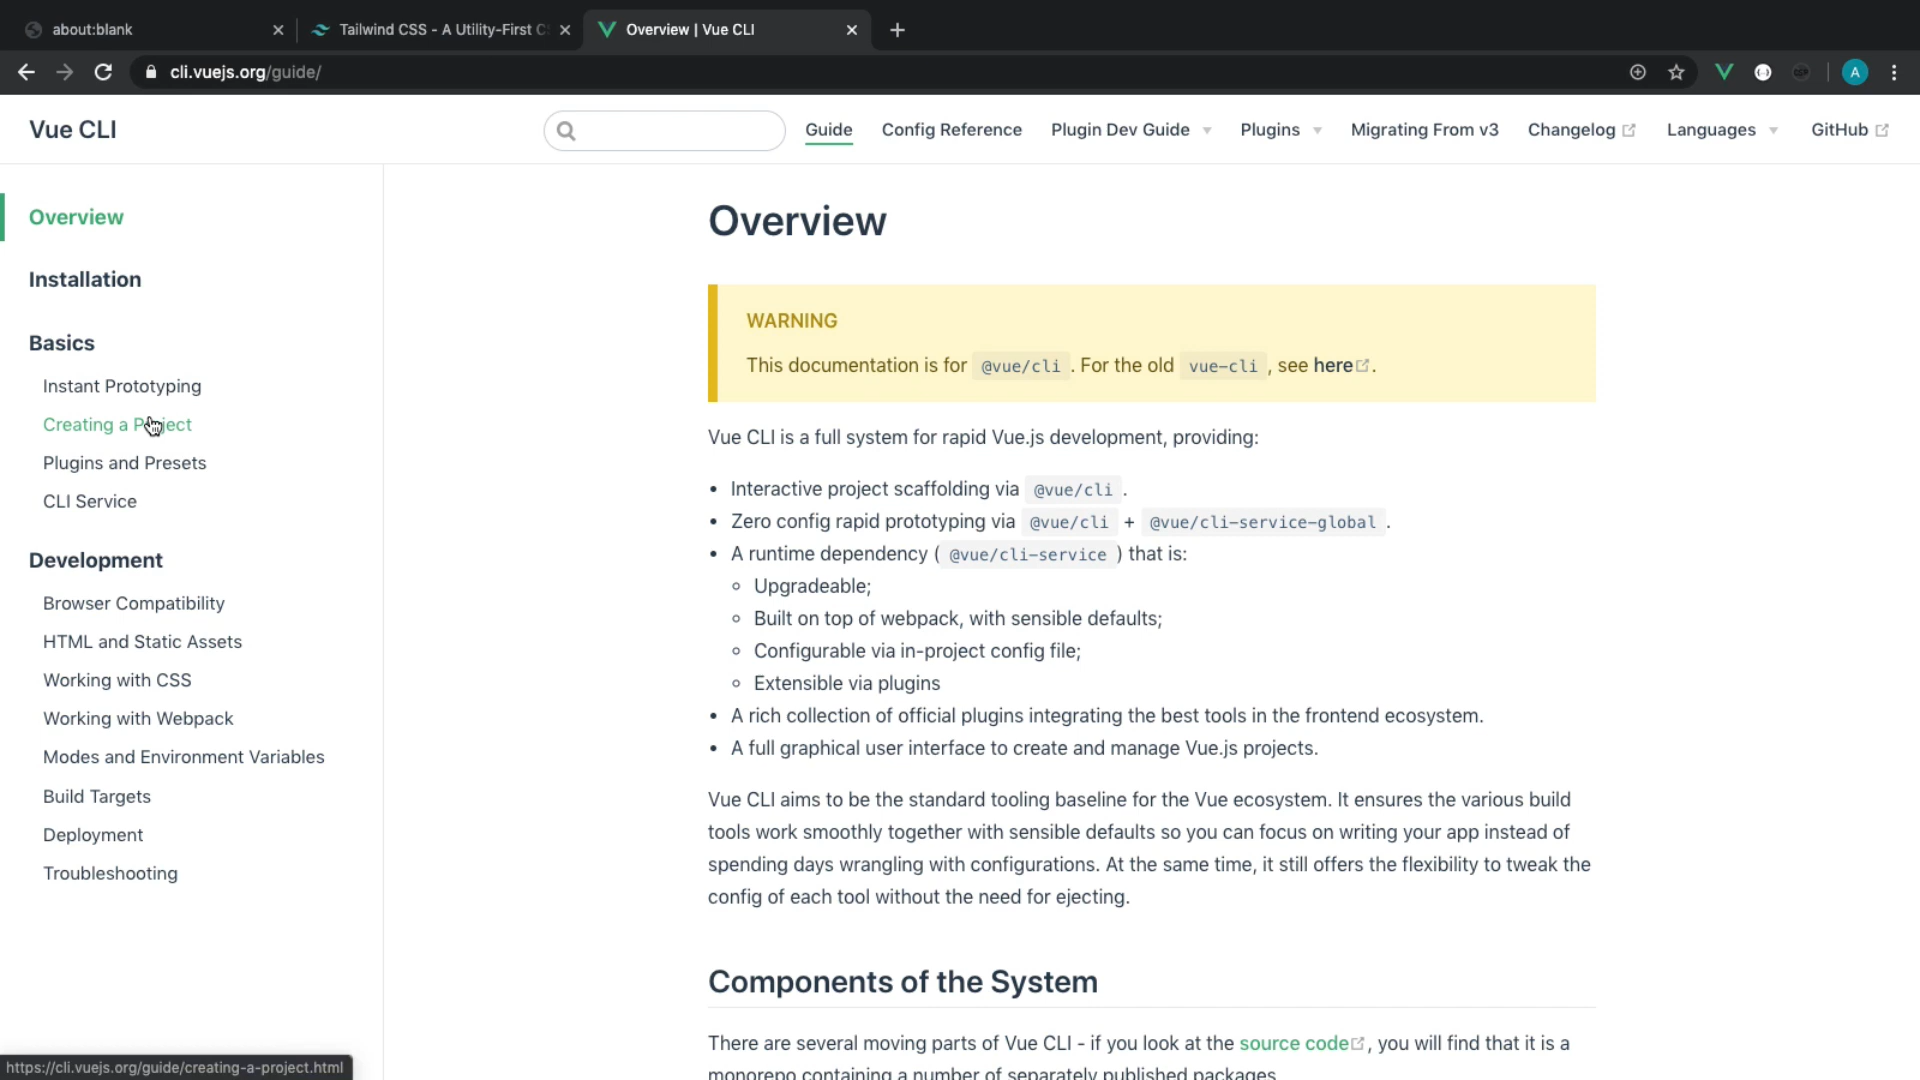 about:blank
Tailwind CSS - A Utility-First C
Overview | Vue CLI
cli.vuejs.org/guide/
A
Vue CLI
Guide
Config Reference
Plugin Dev Guide
Plugins
Migrating From v3
Changelog
Languages
GitHub
Overview
Installation
Basics
Instant Prototyping
Creating a Project
Plugins and Presets
CLI Service
Development
Browser Compatibility
HTML and Static Assets
Working with CSS
Working with Webpack
Modes and Environment Variables
Build Targets
Deployment
Troubleshooting
Overview
WARNING
This documentation is for @vue/cli . For the old vue-cli , see here .
Vue CLI is a full system for rapid Vue.js development, providing:
• Interactive project scaffolding via @vue/cli .
• Zero config rapid prototyping via @vue/cli + @vue/cli-service-global .
• A runtime dependency ( @vue/cli-service ) that is:
◦ Upgradeable;
◦ Built on top of webpack, with sensible defaults;
◦ Configurable via in-project config file;
◦ Extensible via plugins
• A rich collection of official plugins integrating the best tools in the frontend ecosystem.
• A full graphical user interface to create and manage Vue.js projects.
Vue CLI aims to be the standard tooling baseline for the Vue ecosystem. It ensures the various build
tools work smoothly together with sensible defaults so you can focus on writing your app instead of
spending days wrangling with configurations. At the same time, it still offers the flexibility to tweak the
config of each tool without the need for ejecting.
Components of the System
There are several moving parts of Vue CLI - if you look at the source code , you will find that it is a
monorepo containing a number of separately published packages.
https://cli.vuejs.org/guide/creating-a-project.html